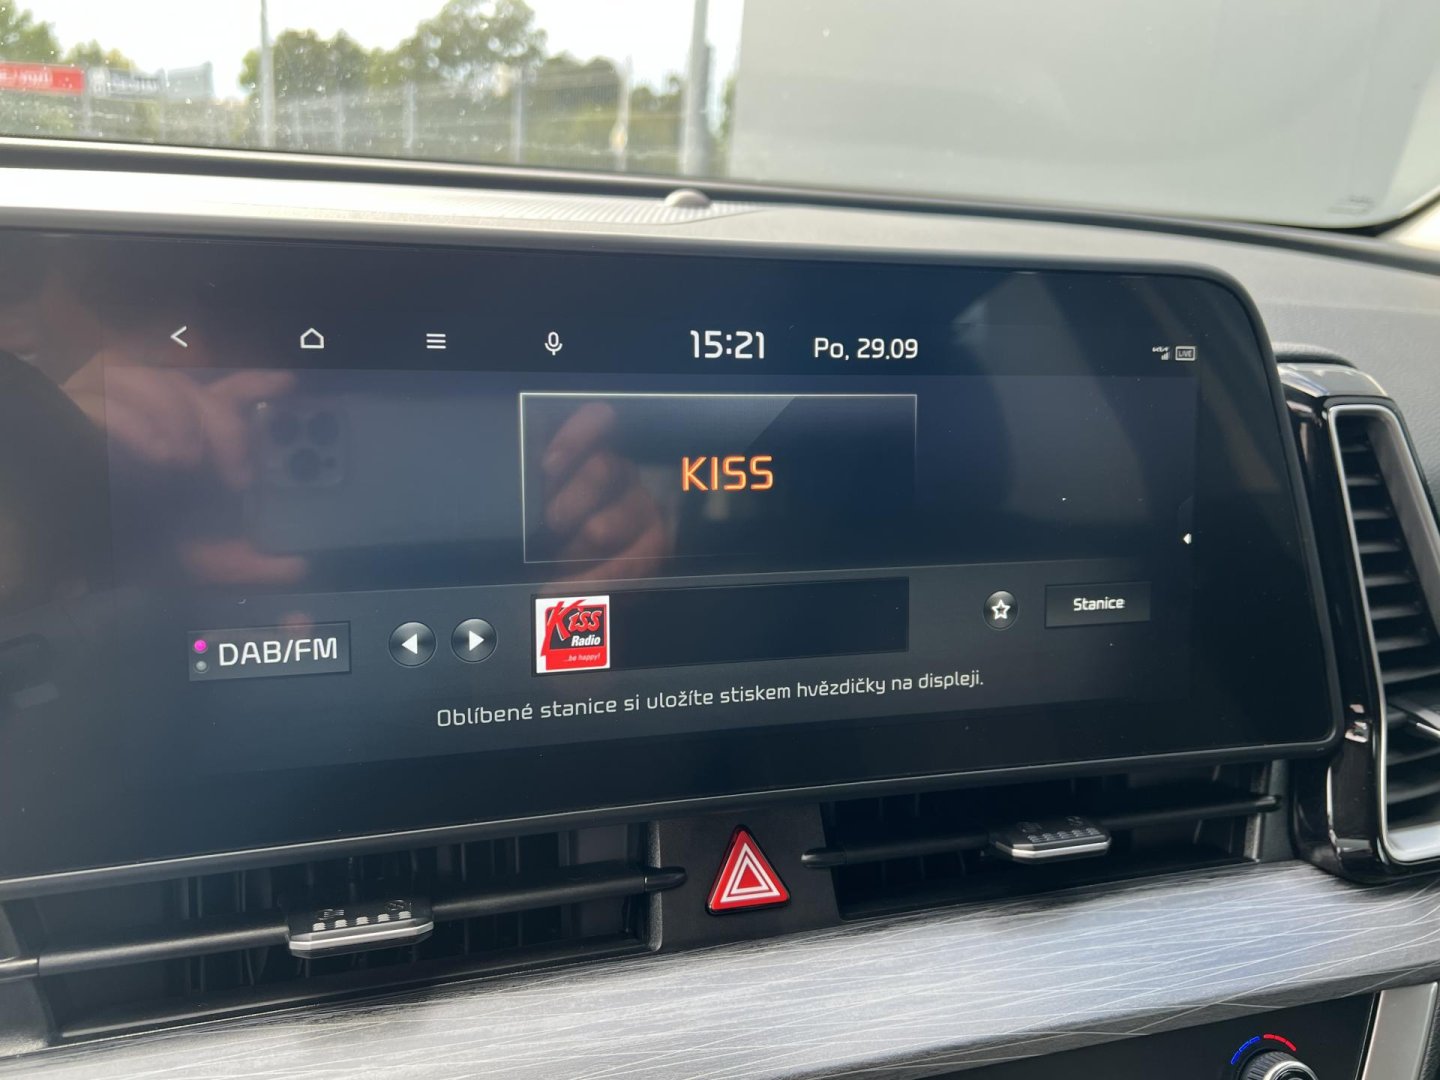 15:21
Po, 29.09
LIVE
KISS
DAB/FM
Kiss
Radio
...be happy!
Stanice
Oblíbené stanice si uložíte stiskem hvězdičky na displeji.